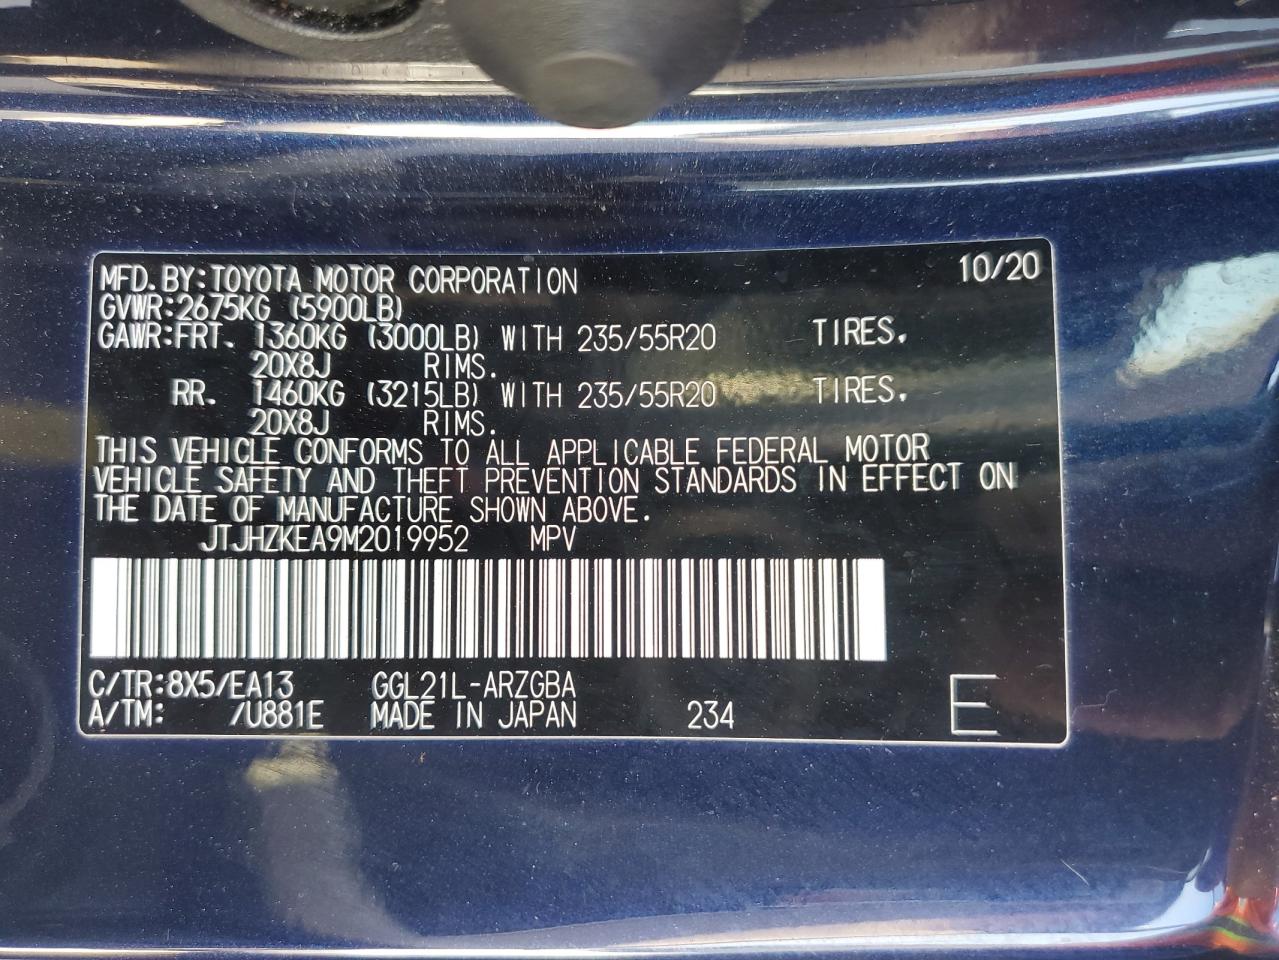 MFD. BY: TOYOTA MOTOR CORPORATION 10/20
GVWR:2675KG (5900LB)
GAWR:FRT. 1360KG (3000LB) WITH 235/55R20 TIRES,
20X8J RIMS.
RR. 1460KG (3215LB) WITH 235/55R20 TIRES,
20X8J RIMS.
THIS VEHICLE CONFORMS TO ALL APPLICABLE FEDERAL MOTOR
VEHICLE SAFETY AND THEFT PREVENTION STANDARDS IN EFFECT ON
THE DATE OF MANUFACTURE SHOWN ABOVE.
JTJHZKEA9M2019952 MPV
C/TR:8X5/EA13 GGL21L-ARZGBA
A/TM: /U881E MADE IN JAPAN 234 E